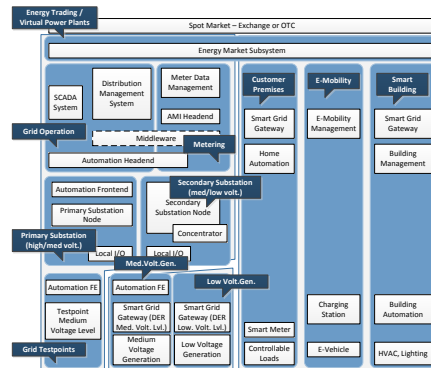 Energy Trading /
Virtual Power Plants
Spot Market – Exchange or OTC
Energy Market Subsystem
SCADA
System
Distribution
Management
System
Meter Data
Management
AMI Headend
Grid Operation
Middleware
Metering
Automation Headend
Customer
Premises
E-Mobility
Smart
Building
Smart Grid
Gateway
E-Mobility
Management
Smart Grid
Gateway
Home
Automation
Building
Management
Automation Frontend
Primary Substation
Node
Secondary Substation
(med/low volt.)
Secondary
Substation Node
Concentrator
Primary Substation
(high/med volt.)
Local I/O
Local I/O
Med.Volt.Gen.
Low Volt.Gen.
Automation FE
Automation FE
Testpoint
Medium
Voltage Level
Smart Grid
Gateway (DER
Med. Volt. Lvl.)
Smart Grid
Gateway (DER
Low. Volt. Lvl.)
Grid Testpoints
Medium
Voltage
Generation
Low Voltage
Generation
Smart Meter
Controllable
Loads
Charging
Station
E-Vehicle
Building
Automation
HVAC, Lighting